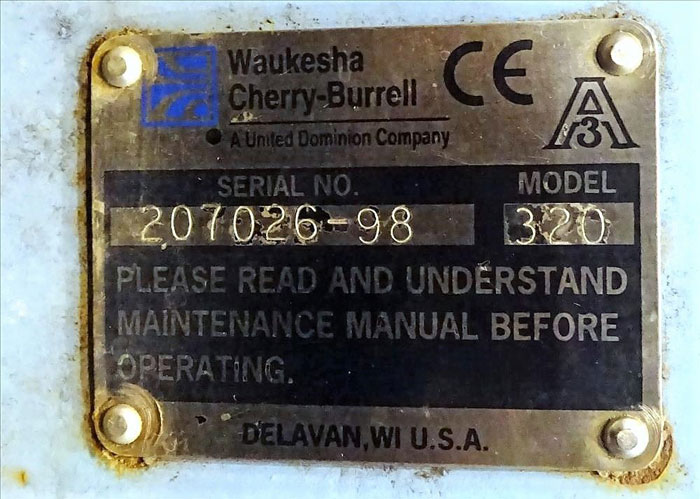 Waukesha
Cherry-Burrell
CE
A United Dominion Company
A
3
SERIAL NO. MODEL
207026-98 320
PLEASE READ AND UNDERSTAND
MAINTENANCE MANUAL BEFORE
OPERATING.
DELAVAN, WI U.S.A.